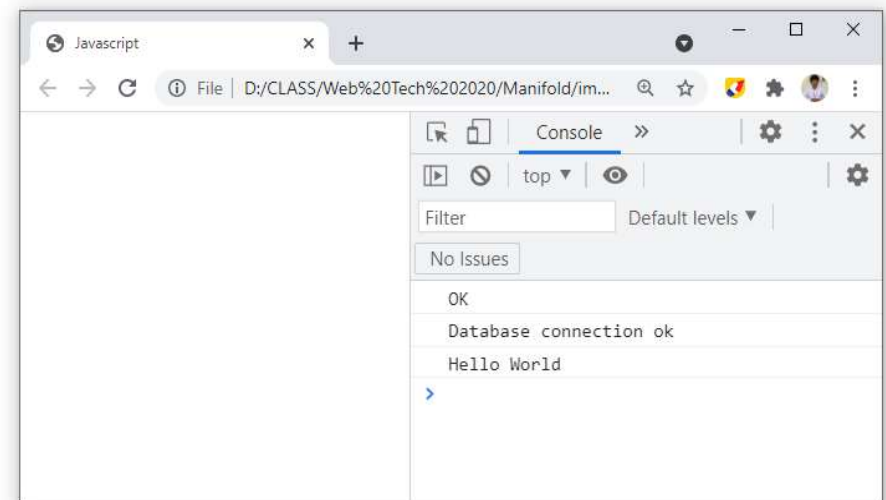 Javascript
File D:/CLASS/Web%20Tech%202020/Manifold/im...
Console
top
Filter Default levels
No Issues
OK
Database connection ok
Hello World